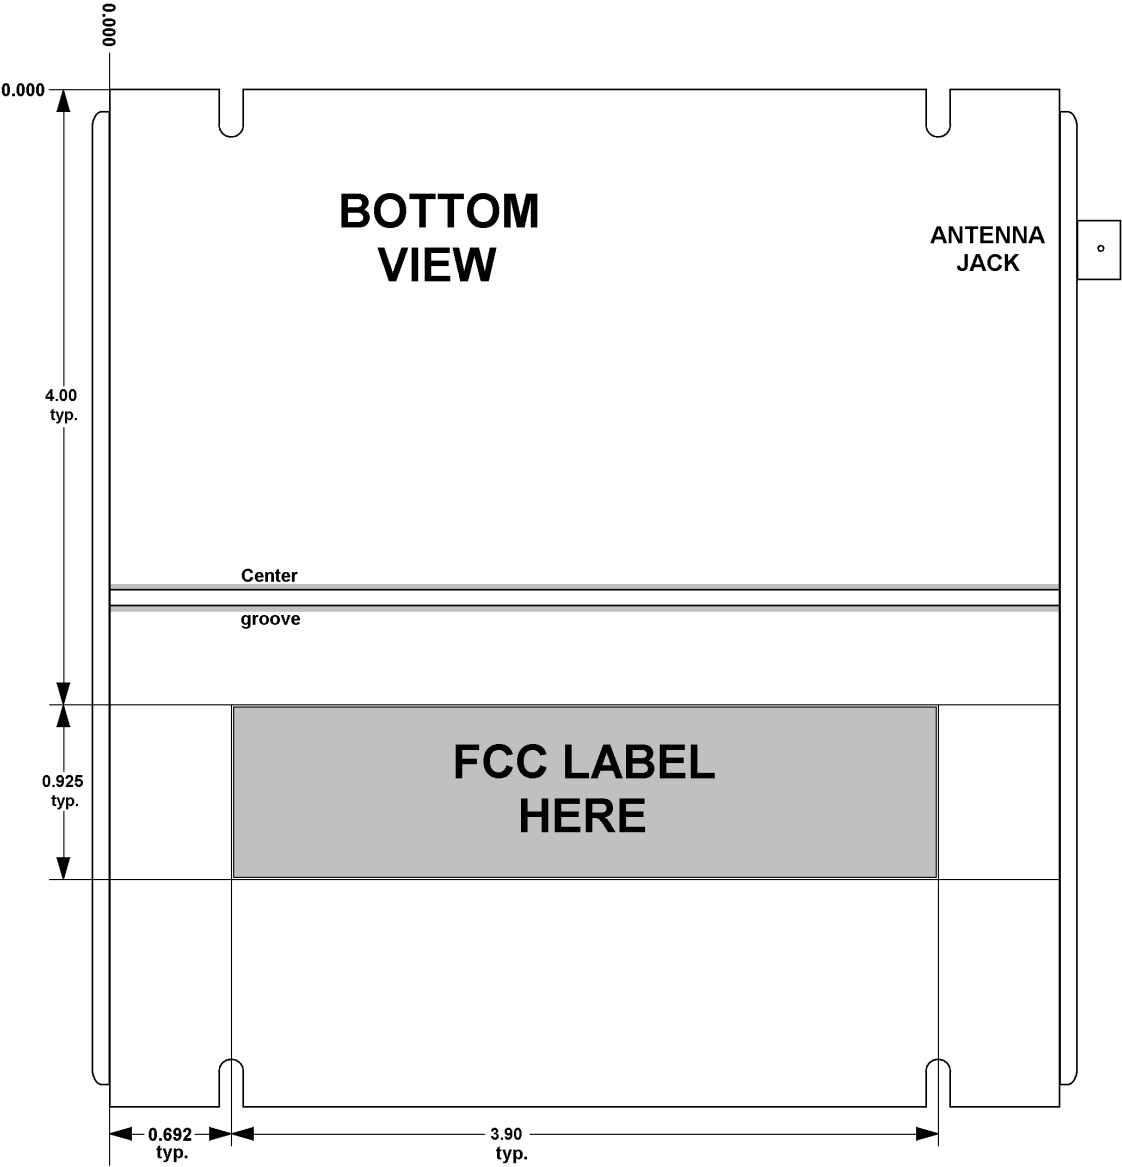 0.000
0.000
BOTTOM
VIEW
ANTENNA
JACK
4.00
typ.
Center
groove
FCC LABEL
HERE
0.925
typ.
0.692
typ.
3.90
typ.